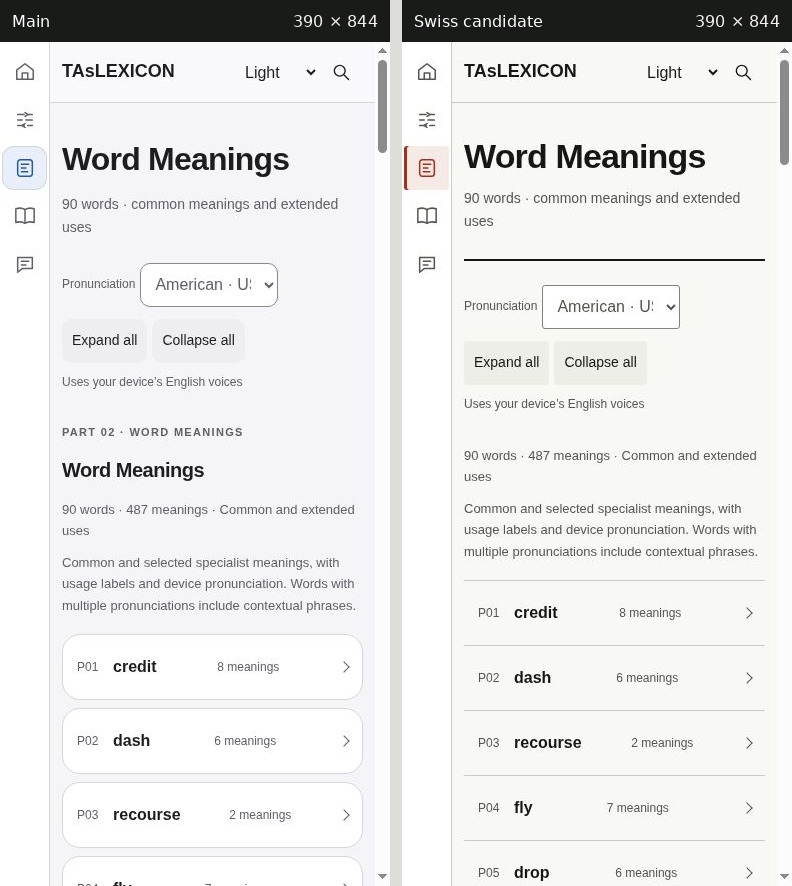 Main 390 × 844
TAsLEXICON Light
Word Meanings
90 words · common meanings and extended
uses
Pronunciation American · US
Expand all Collapse all
Uses your device's English voices
PART 02 · WORD MEANINGS
Word Meanings
90 words · 487 meanings · Common and extended
uses
Common and selected specialist meanings, with
usage labels and device pronunciation. Words with
multiple pronunciations include contextual phrases.
P01 credit 8 meanings
P02 dash 6 meanings
P03 recourse 2 meanings
Swiss candidate 390 × 844
TAsLEXICON Light
Word Meanings
90 words · common meanings and extended
uses
Pronunciation American · US
Expand all Collapse all
Uses your device's English voices
90 words · 487 meanings · Common and extended
uses
Common and selected specialist meanings, with
usage labels and device pronunciation. Words with
multiple pronunciations include contextual phrases.
P01 credit 8 meanings
P02 dash 6 meanings
P03 recourse 2 meanings
P04 fly 7 meanings
P05 drop 6 meanings